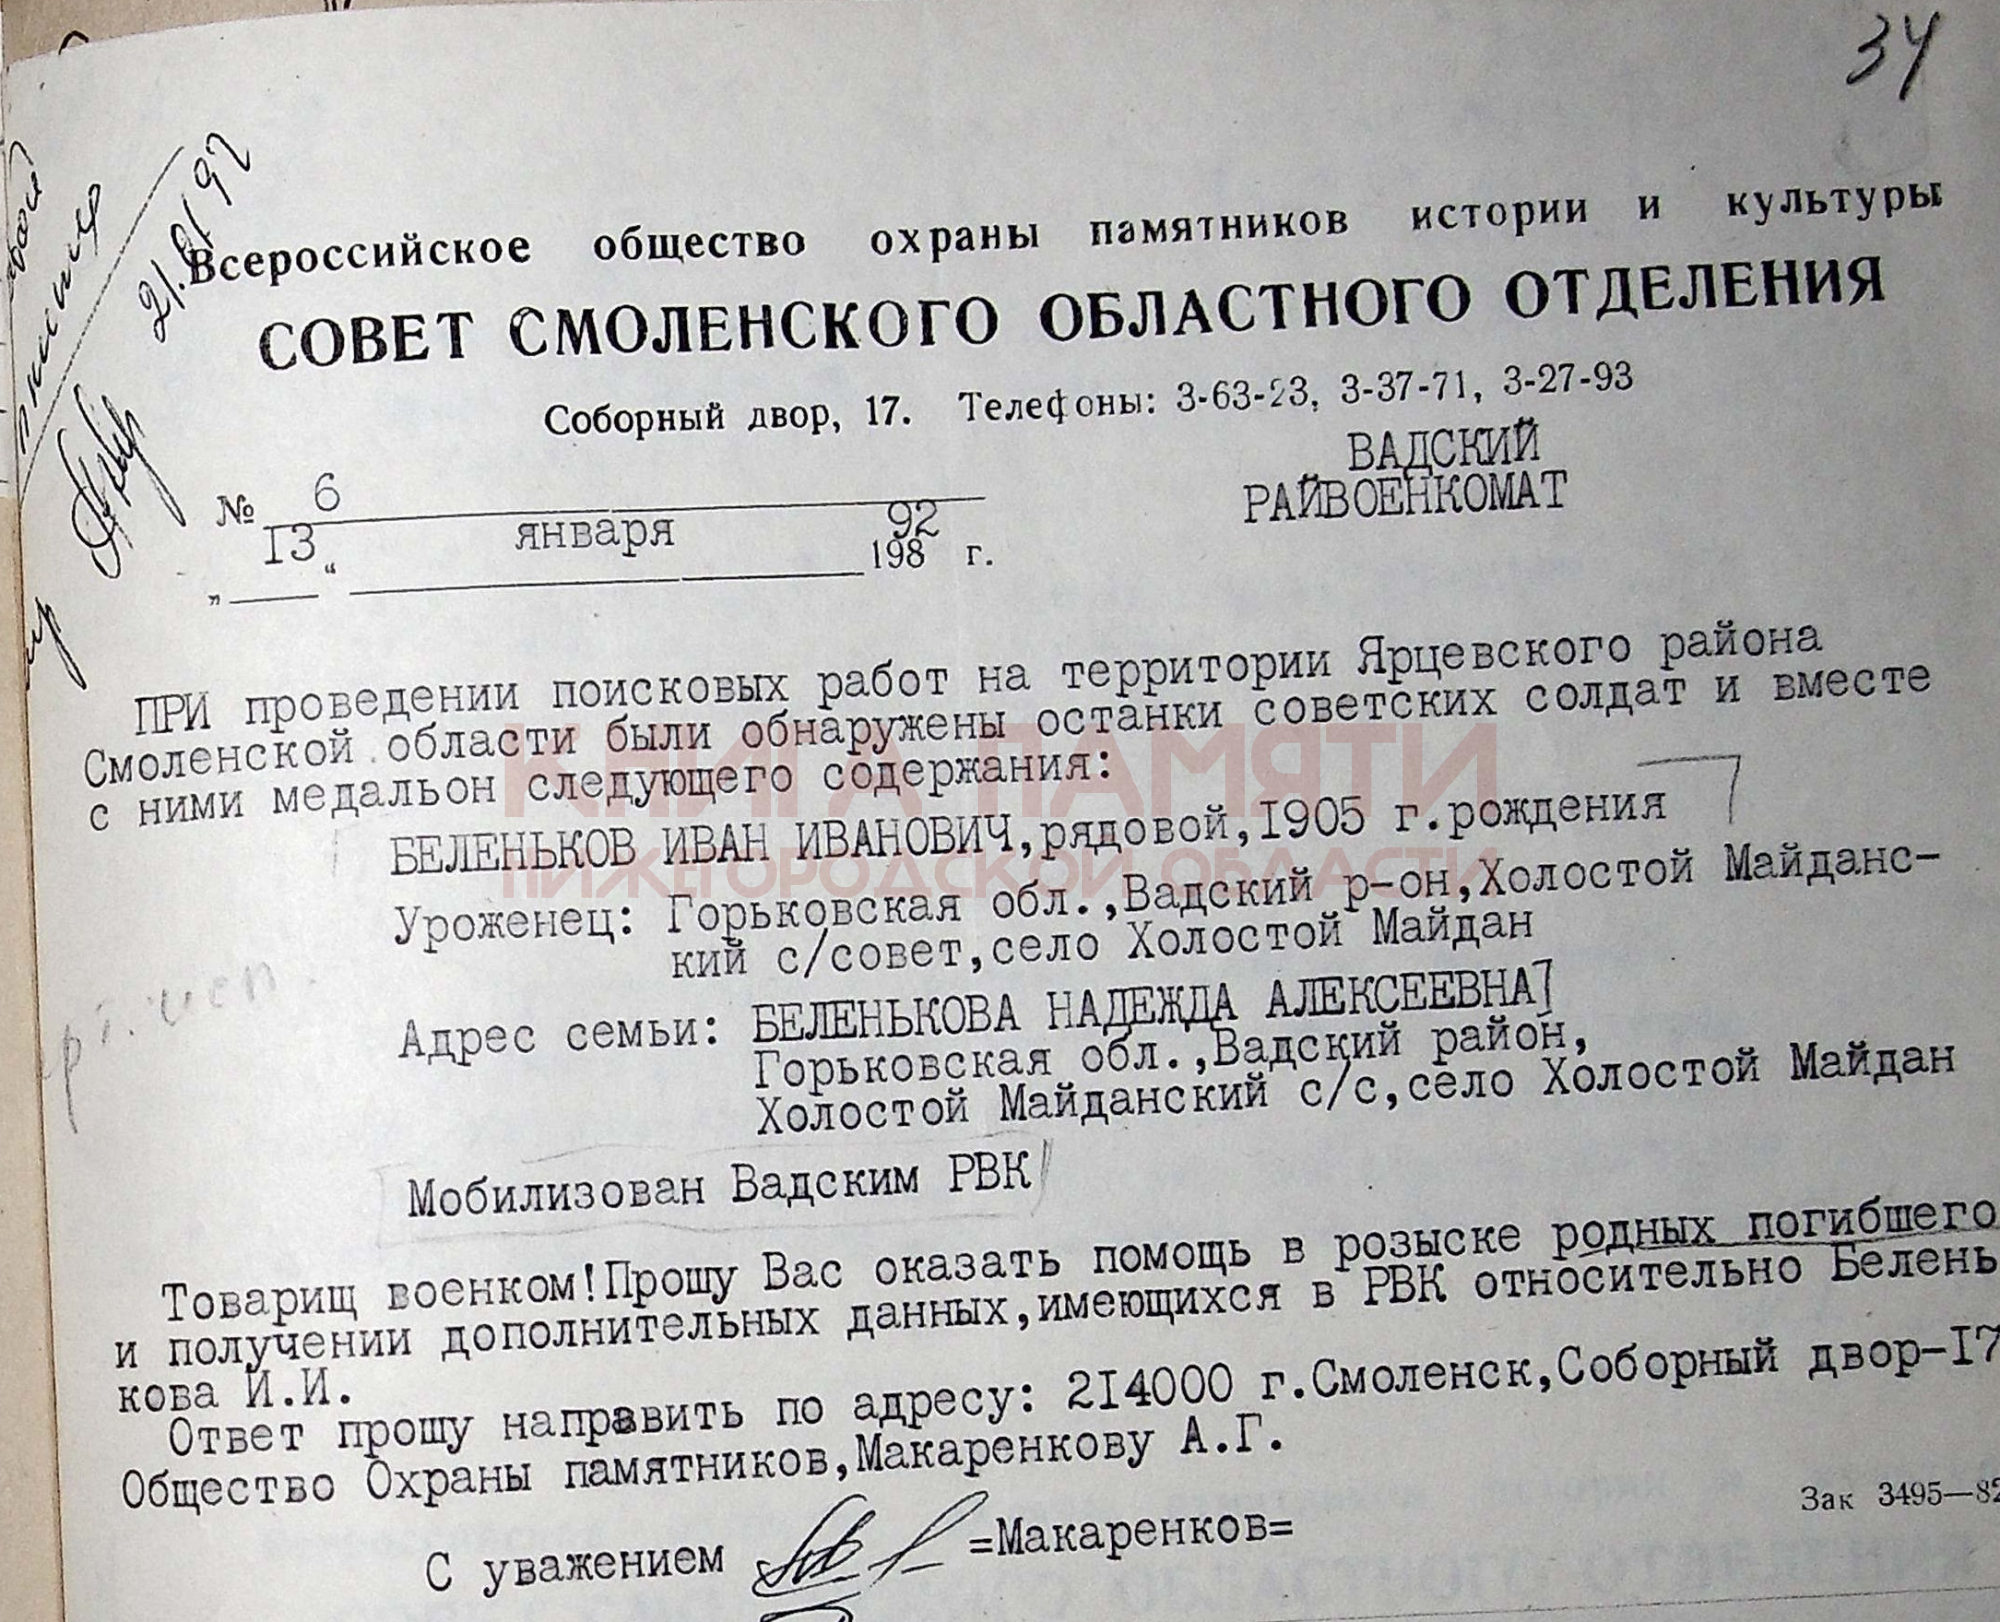 34
21.01.92
Всероссийское общество охраны памятников истории и культуры
СОВЕТ СМОЛЕНСКОГО ОБЛАСТНОГО ОТДЕЛЕНИЯ
Соборный двор, 17. Телефоны: 3-63-23, 3-37-71, 3-27-93
ВАДСКИЙ
РАЙВОЕНКОМАТ
№ 6
„13“ января 198 92 г.
ПРИ проведении поисковых работ на территории Ярцевского района
Смоленской области были обнаружены останки советских солдат и вместе
с ними медальон следующего содержания:
КНИГА ПАМЯТИ
НИЖЕГОРОДСКОЙ ОБЛАСТИ
БЕЛЕНЬКОВ ИВАН ИВАНОВИЧ,рядовой,1905 г.рождения
Уроженец: Горьковская обл.,Вадский р-он,Холостой Майданс-
кий с/совет,село Холостой Майдан
Адрес семьи: БЕЛЕНЬКОВА НАДЕЖДА АЛЕКСЕЕВНА
Горьковская обл.,Вадский район,
Холостой Майданский с/с,село Холостой Майдан
Мобилизован Вадским РВК
Товарищ военком!Прошу Вас оказать помощь в розыске родных погибшего
и получении дополнительных данных,имеющихся в РВК относительно Белень
кова И.И.
Ответ прошу направить по адресу: 214000 г.Смоленск,Соборный двор-17
Общество Охраны памятников,Макаренкову А.Г.
Зак 3495—82
С уважением =Макаренков=